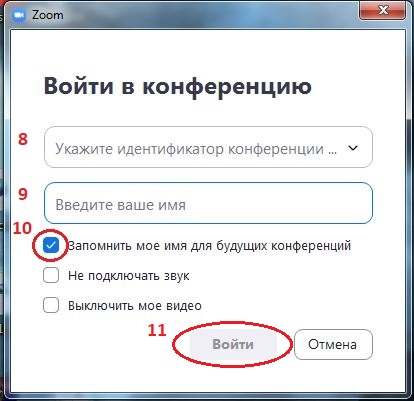 Zoom
Войти в конференцию
8
Укажите идентификатор конференции ...
9
Введите ваше имя
10
Запомнить мое имя для будущих конференций
Не подключать звук
Выключить мое видео
11
Войти
Отмена